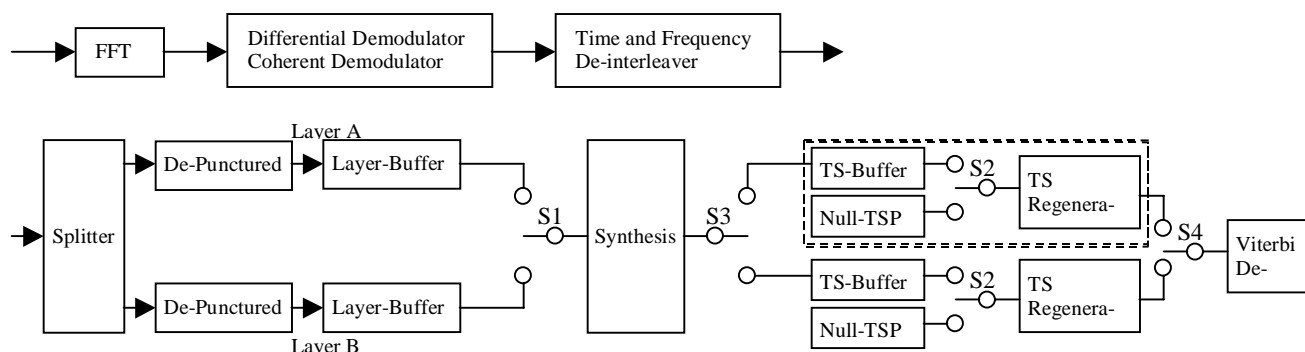 FFT
Differential Demodulator
Coherent Demodulator
Time and Frequency
De-interleaver
Layer A
Splitter
De-Punctured
Layer-Buffer
S1
Synthesis
S3
TS-Buffer
Null-TSP
S2
TS
Regenera-
S4
Viterbi
De-
De-Punctured
Layer-Buffer
Layer B
TS-Buffer
Null-TSP
S2
TS
Regenera-